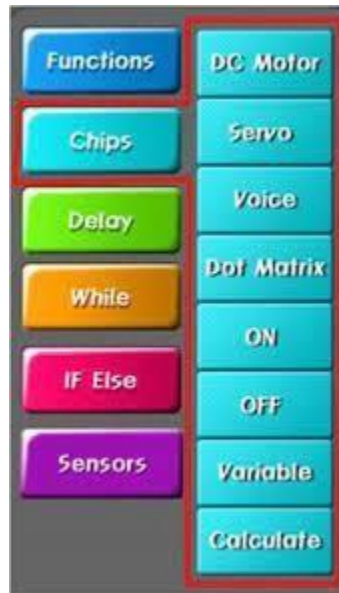 Functions
Chips
Delay
While
IF Else
Sensors
DC Motor
Servo
Voice
Dot Matrix
ON
OFF
Variable
Calculate